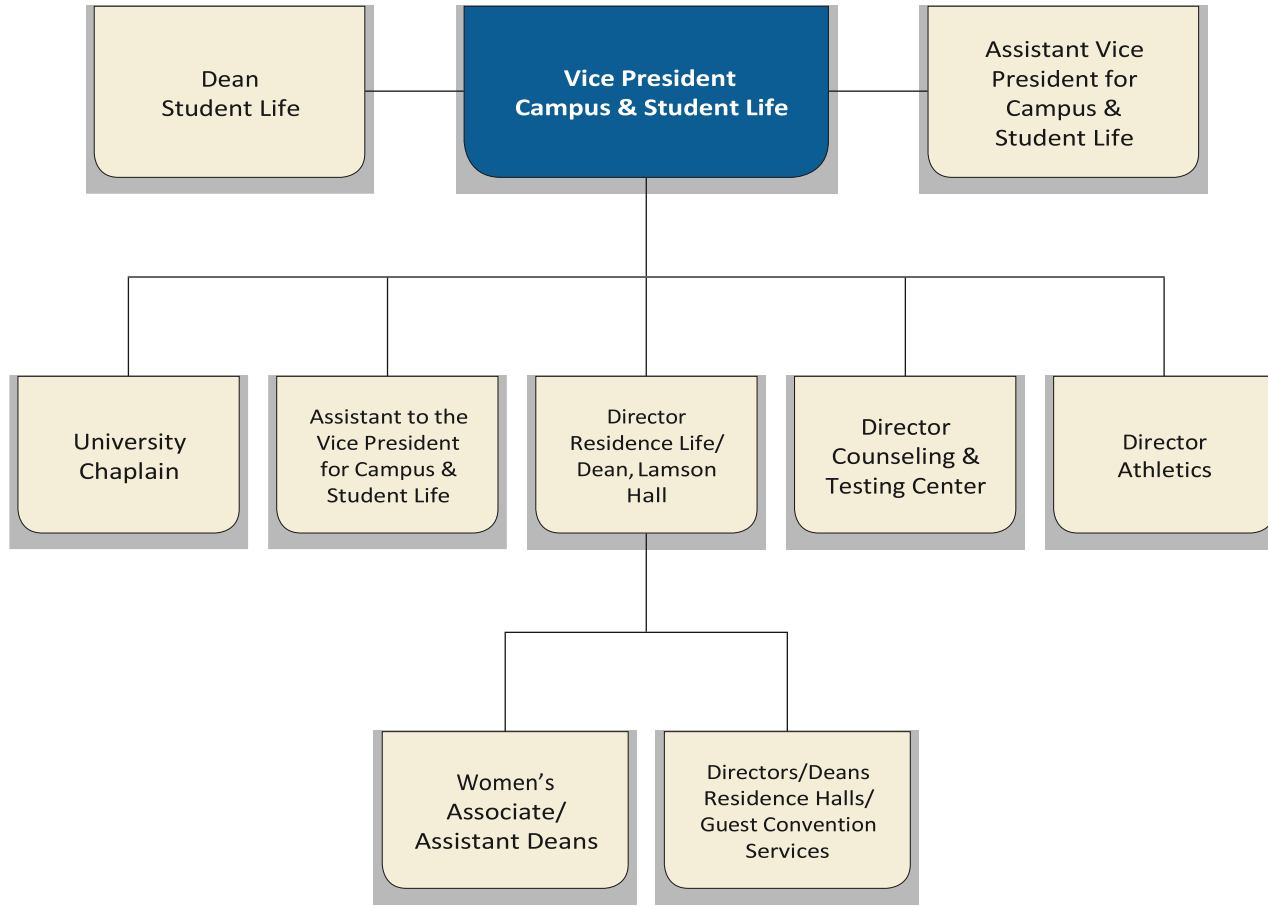 Dean
Student Life
Vice President
Campus & Student Life
Assistant Vice
President for
Campus &
Student Life
University
Chaplain
Assistant to the
Vice President
for Campus &
Student Life
Director
Residence Life/
Dean, Lamson
Hall
Director
Counseling &
Testing Center
Director
Athletics
Women’s
Associate/
Assistant Deans
Directors/Deans
Residence Halls/
Guest Convention
Services